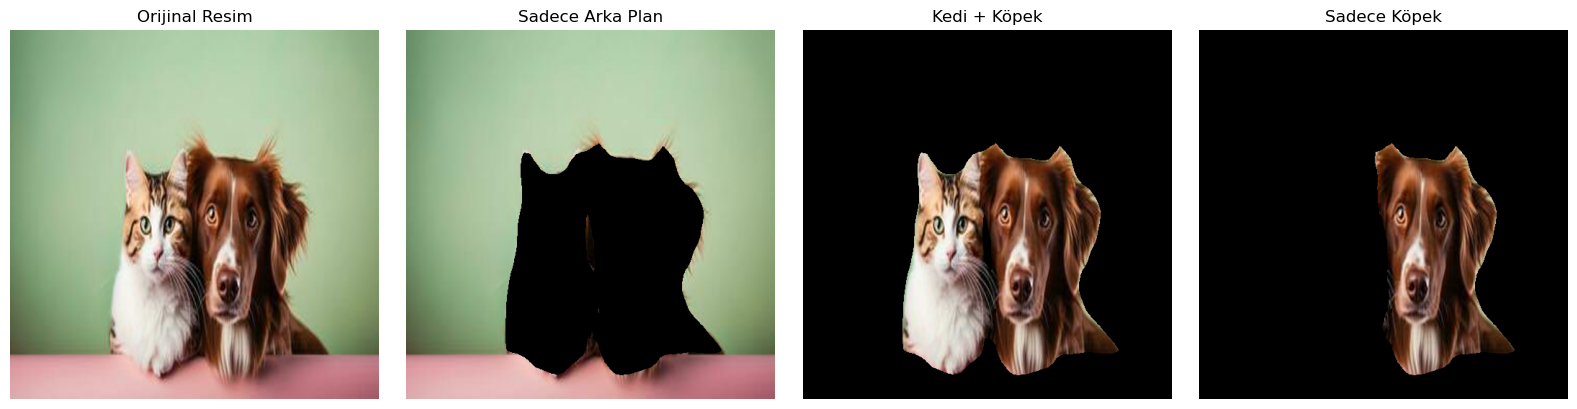 Orijinal Resim
Sadece Arka Plan
Kedi + Köpek
Sadece Köpek